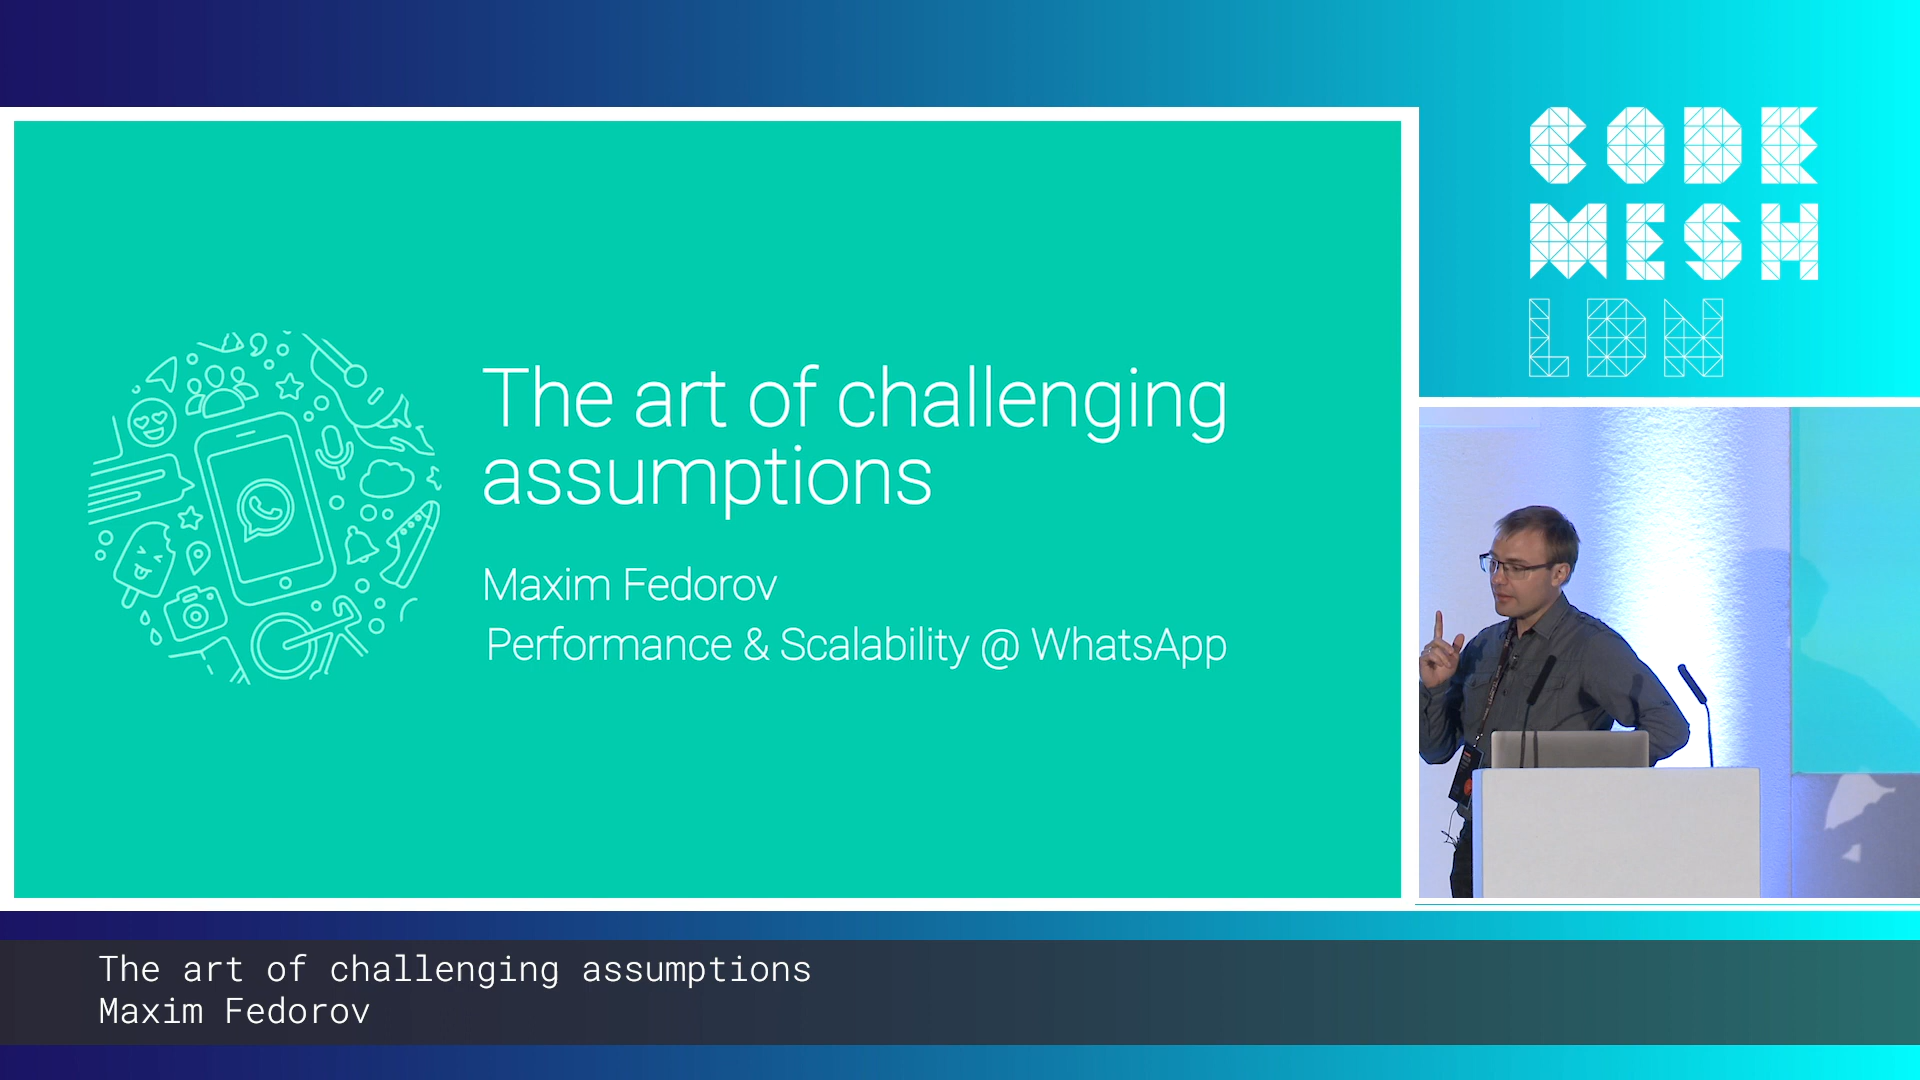 The art of challenging
assumptions
Maxim Fedorov
Performance & Scalability @ WhatsApp
CODE
MESH
LDN
The art of challenging assumptions
Maxim Fedorov